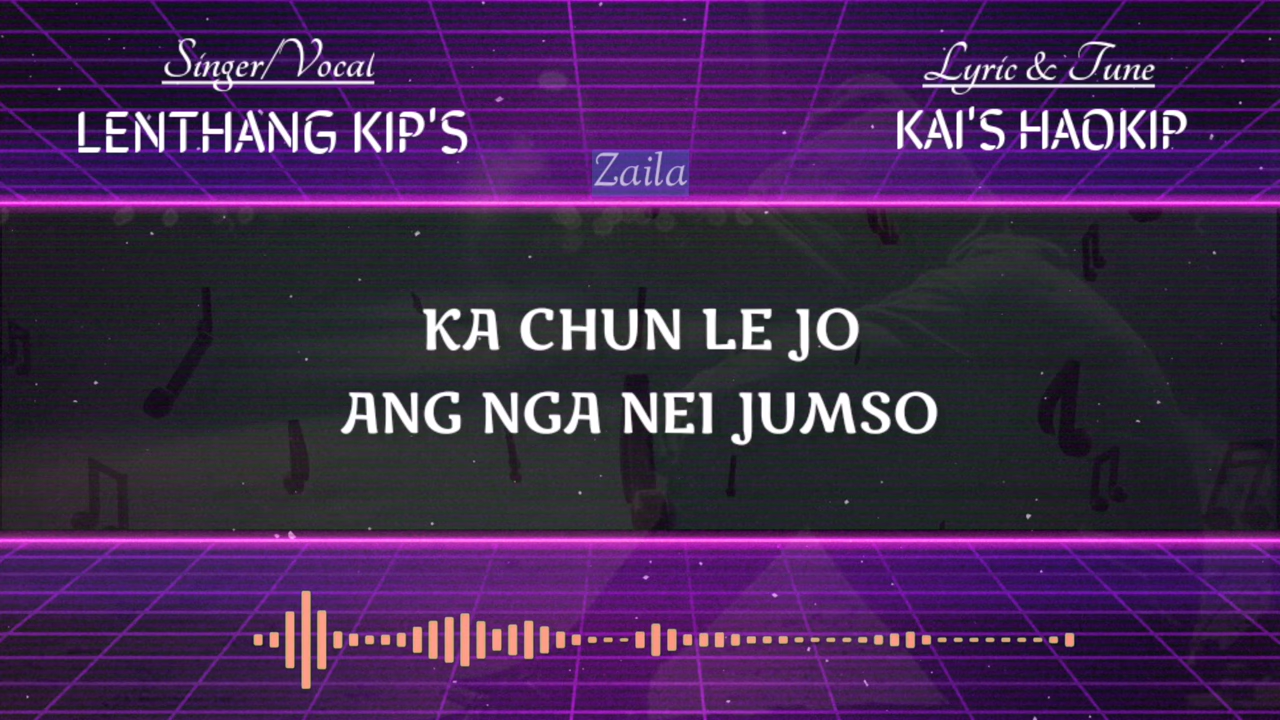 Singer/Vocal
LENTHANG KIP'S
Lyric & Tune
KAI'S HAOKIP
Zaila
KA CHUN LE JO
ANG NGA NEI JUMSO